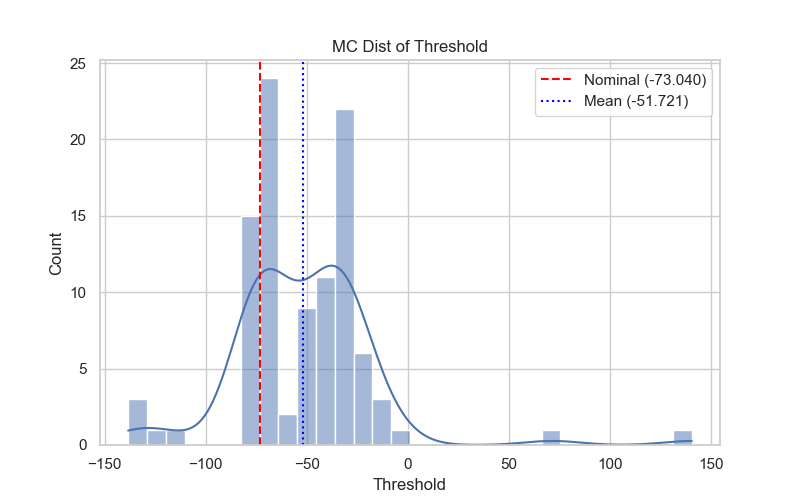 MC Dist of Threshold
Nominal (-73.040)
Mean (-51.721)
Count
25
20
15
10
5
0
−150
−100
−50
0
50
100
150
Threshold